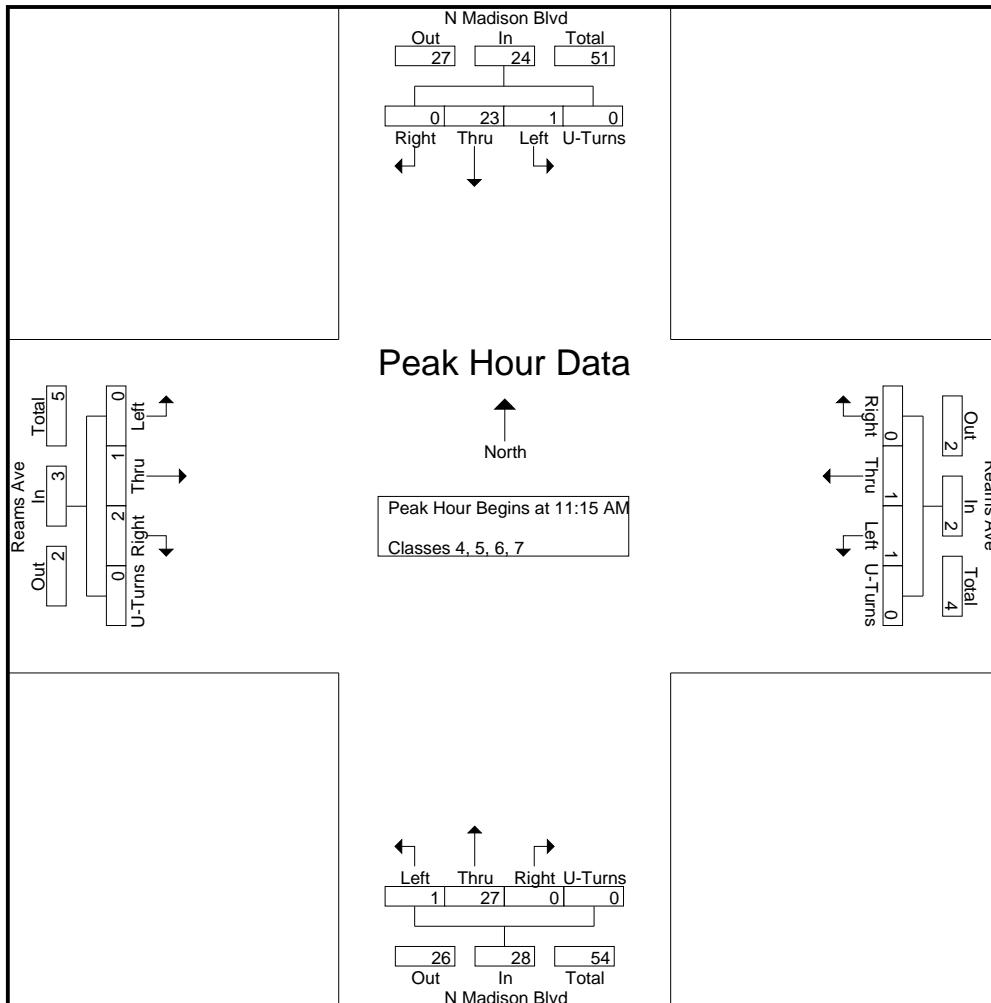 N Madison Blvd
Out In Total
27 24 51
0 23 1 0
Right Thru Left U-Turns
Peak Hour Data
North
Peak Hour Begins at 11:15 AM
Classes 4, 5, 6, 7
Reams Ave
Total In Out
5 3 2
0 1 2 0
Left Thru Right U-Turns
Reams Ave
Out In Total
2 2 4
0 1 1 0
Right Thru Left U-Turns
Left Thru Right U-Turns
1 27 0 0
26 28 54
Out In Total
N Madison Blvd